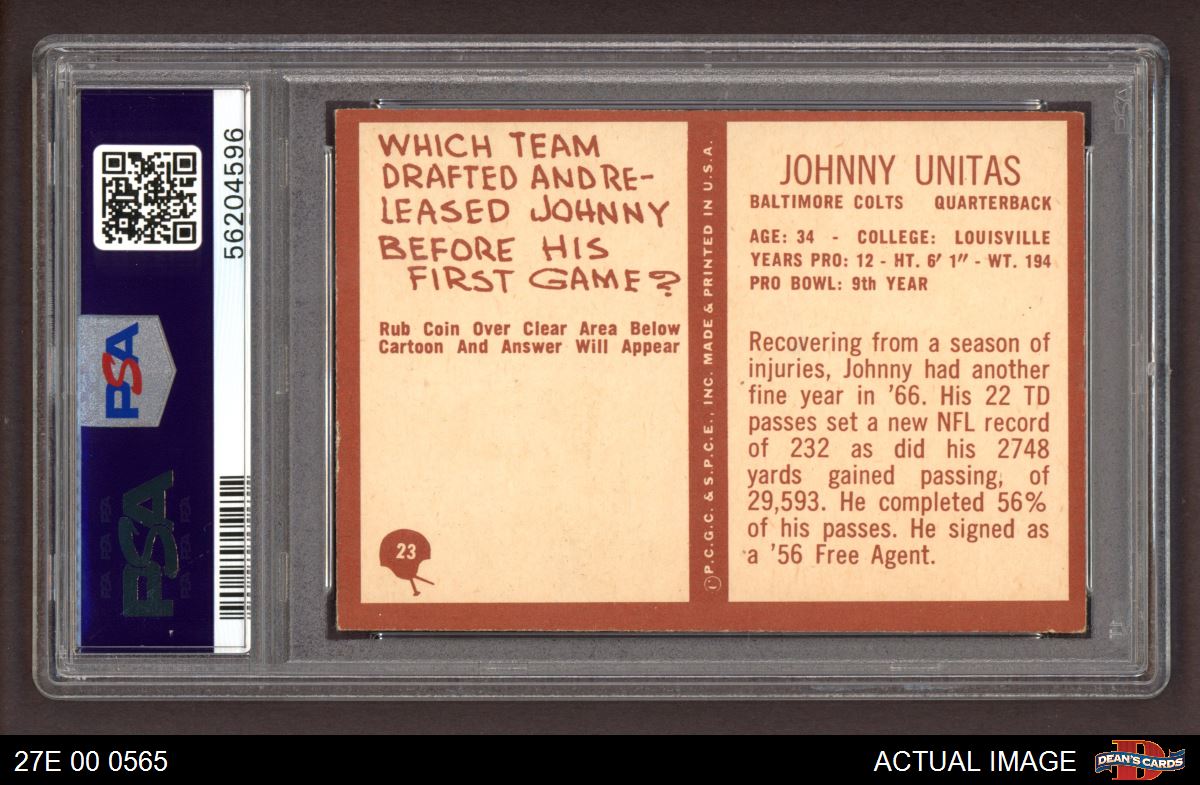 56204596
PSA
PSA
WHICH TEAM
DRAFTED AND RE-
LEASED JOHNNY
BEFORE HIS
FIRST GAME?
Rub Coin Over Clear Area Below
Cartoon And Answer Will Appear
23
© P.C.G.C. & S.P.C.E., INC. MADE & PRINTED IN U.S.A.
JOHNNY UNITAS
BALTIMORE COLTS QUARTERBACK
AGE: 34 - COLLEGE: LOUISVILLE
YEARS PRO: 12 - HT. 6' 1" - WT. 194
PRO BOWL: 9th YEAR
Recovering from a season of
injuries, Johnny had another
fine year in '66. His 22 TD
passes set a new NFL record
of 232 as did his 2748
yards gained passing, of
29,593. He completed 56%
of his passes. He signed as
a '56 Free Agent.
27E 00 0565
ACTUAL IMAGE
D
DEAN'S CARDS